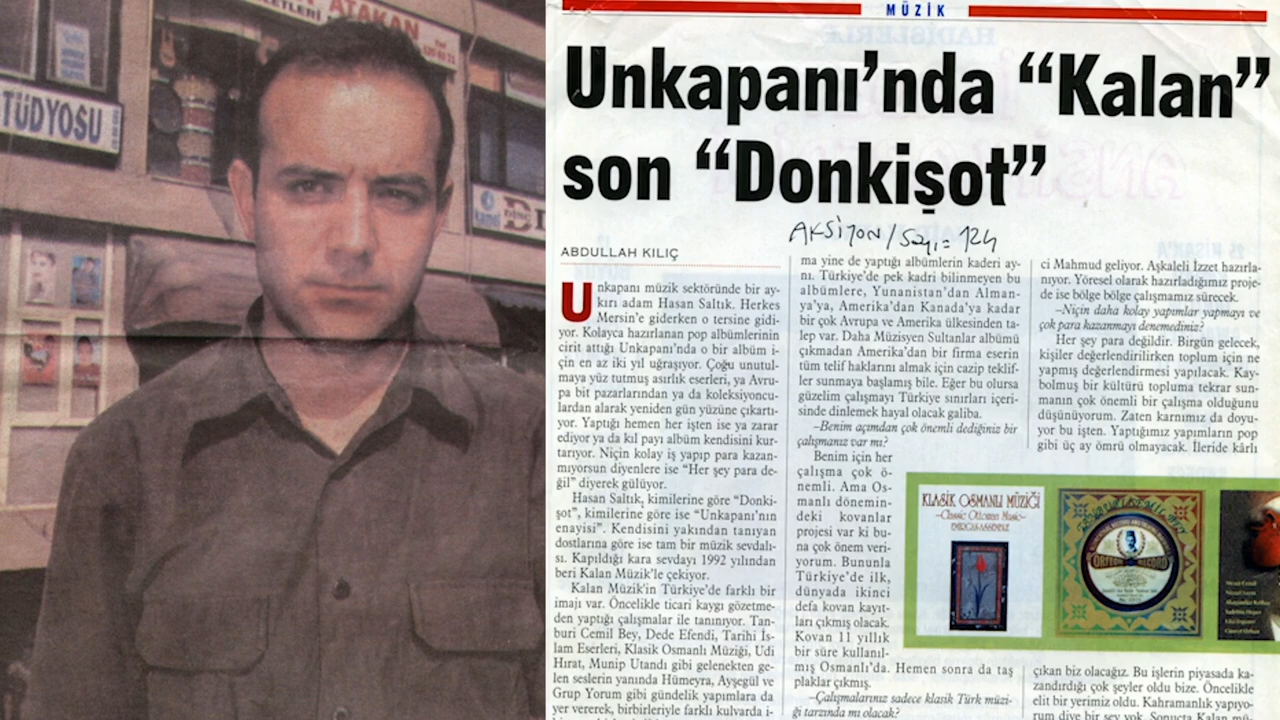 ATAKAN
TÜDYOSU
kamel
DİSC
MÜZİK
Unkapanı’nda “Kalan”
son “Donkişot”
AKSİYON / Sayı = 124
ABDULLAH KILIÇ
Unkapanı müzik sektöründe bir ay-
kırı adam Hasan Saltık. Herkes
Mersin’e giderken o tersine gidi-
yor. Kolayca hazırlanan pop albümlerinin
cirit attığı Unkapanı’nda o bir albüm i-
çin en az iki yıl uğraşıyor. Çoğu unutul-
maya yüz tutmuş asırlık eserleri, ya Avru-
pa bit pazarlarından ya da koleksiyoncu-
lardan alarak yeniden gün yüzüne çıkartı-
yor. Yaptığı hemen her işten ise ya zarar
ediyor ya da kıl payı albüm kendisini kur-
tarıyor. Niçin kolay iş yapıp para kazan-
mıyorsun diyenlere ise “Her şey para de-
ğil” diyerek gülüyor.
Hasan Saltık, kimilerine göre “Donki-
şot”, kimilerine göre ise “Unkapanı’nın
enayisi”. Kendisini yakından tanıyan
dostlarına göre ise tam bir müzik sevdalı-
sı. Kapıldığı kara sevdayı 1992 yılından
beri Kalan Müzik’le çekiyor.
Kalan Müzik’in Türkiye’de farklı bir
imajı var. Öncelikle ticari kaygı gözetme-
den yaptığı çalışmalar ile tanınıyor. Tan-
buri Cemil Bey, Dede Efendi, Tarihi İs-
lam Eserleri, Klasik Osmanlı Müziği, Udi
Hırat, Munip Utandı gibi gelenekten ge-
len seslerin yanında Hümeyra, Ayşegül ve
Grup Yorum gibi gündelik yapımlara da
yer vererek, birbirleriyle farklı kulvarda i-
ma yine de yaptığı albümlerin kaderi ay-
nı. Türkiye’de pek kadri bilinmeyen bu
albümlere, Yunanistan’dan Alman-
ya’ya, Amerika’dan Kanada’ya kadar
bir çok Avrupa ve Amerika ülkesinden ta-
lep var. Daha Müzisyen Sultanlar albümü
çıkmadan Amerika’dan bir firma eserin
tüm telif haklarını almak için cazip teklif-
ler sunmaya başlamış bile. Eğer bu olursa
güzelim çalışmayı Türkiye sınırları içeri-
sinde dinlemek hayal olacak galiba.
–Benim açımdan çok önemli dediğiniz bir
çalışmanız var mı?
Benim için her
çalışma çok ö-
nemli. Ama Os-
manlı dönemin-
deki kovanlar
projesi var ki bu-
na çok önem veri-
yorum. Bununla
Türkiye’de ilk,
dünyada ikinci
defa kovan kayıt-
ları çıkmış olacak.
Kovan 11 yıllık
bir süre kullanıl-
mış Osmanlı’da. Hemen sonra da taş
plaklar çıkmış.
–Çalışmalarınız sadece klasik Türk müzi-
ği tarzında mı olacak?
ci Mahmud geliyor. Aşkaleli İzzet hazırla-
nıyor. Yöresel olarak hazırladığımız proje-
de ise bölge bölge çalışmamız sürecek.
–Niçin daha kolay yapımlar yapmayı ve
çok para kazanmayı denemediniz?
Her şey para değildir. Birgün gelecek,
kişiler değerlendirilirken toplum için ne
yapmış değerlendirmesi yapılacak. Kay-
bolmuş bir kültürü topluma tekrar sun-
manın çok önemli bir çalışma olduğunu
düşünüyorum. Zaten karnımız da doyu-
yor bu işten. Yaptığımız yapımların pop
gibi üç ay ömrü olmayacak. İleride kârlı
KLASİK OSMANLI MÜZİĞİ
-Classic Ottoman Music-
ORFEON RECORD
çıkan biz olacağız. Bu işlerin piyasada ka-
zandırdığı çok şeyler oldu bize. Öncelikle
elit bir yerimiz oldu. Kahramanlık yapıyo-
rum diye bir şey yok. Sonuçta Kalan mü-